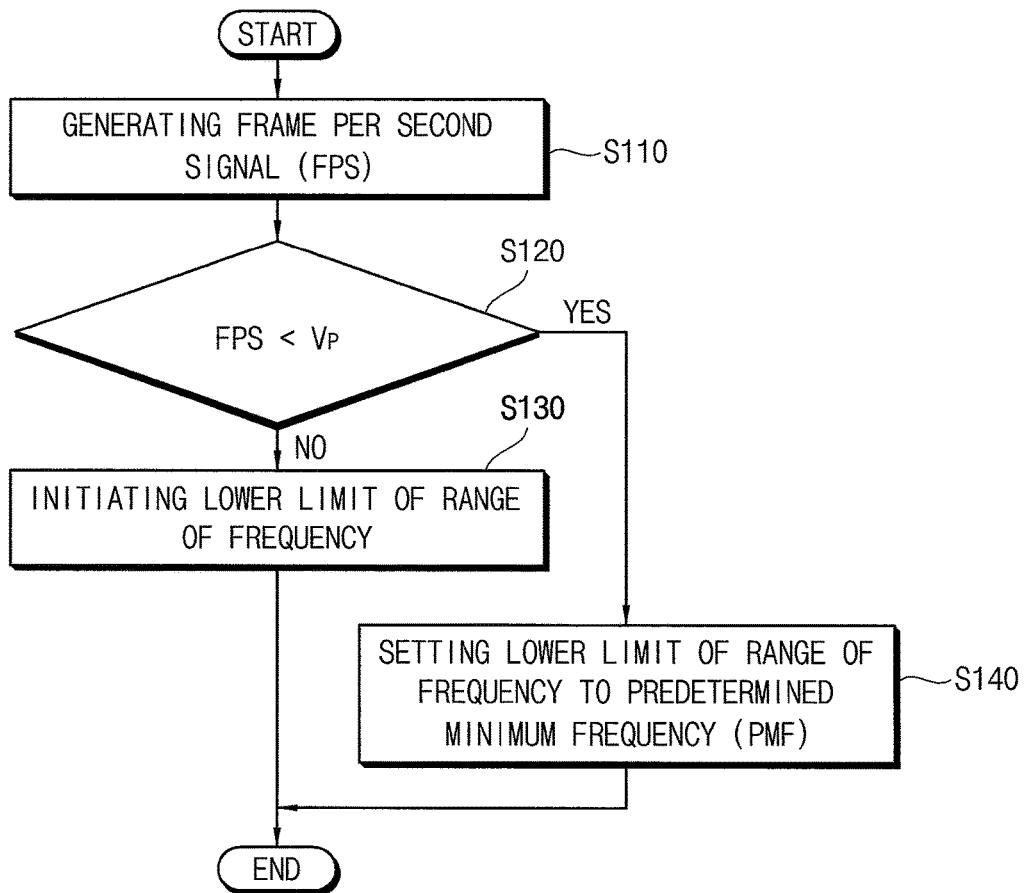 START
GENERATING FRAME PER SECOND
SIGNAL (FPS)
S110
S120
FPS < VP
YES
NO
S130
INITIATING LOWER LIMIT OF RANGE
OF FREQUENCY
SETTING LOWER LIMIT OF RANGE OF
FREQUENCY TO PREDETERMINED
MINIMUM FREQUENCY (PMF)
S140
END